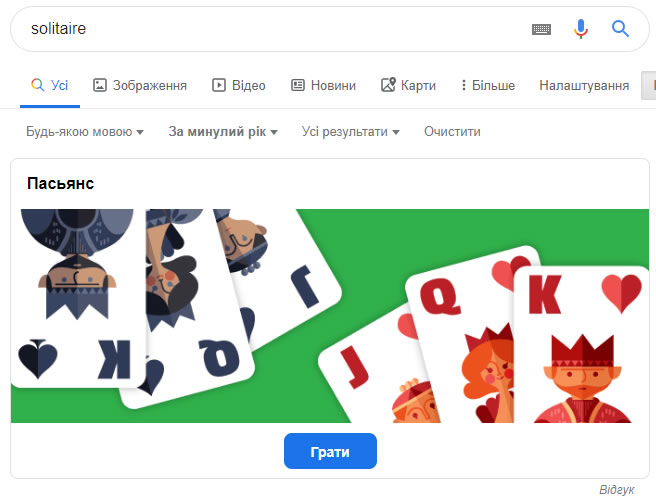 solitaire
Усі Зображення Відео Новини Карти Більше Налаштування
Будь-якою мовою За минулий рік Усі результати Очистити
Пасьянс
K Q J J Q K
Грати
Відгук